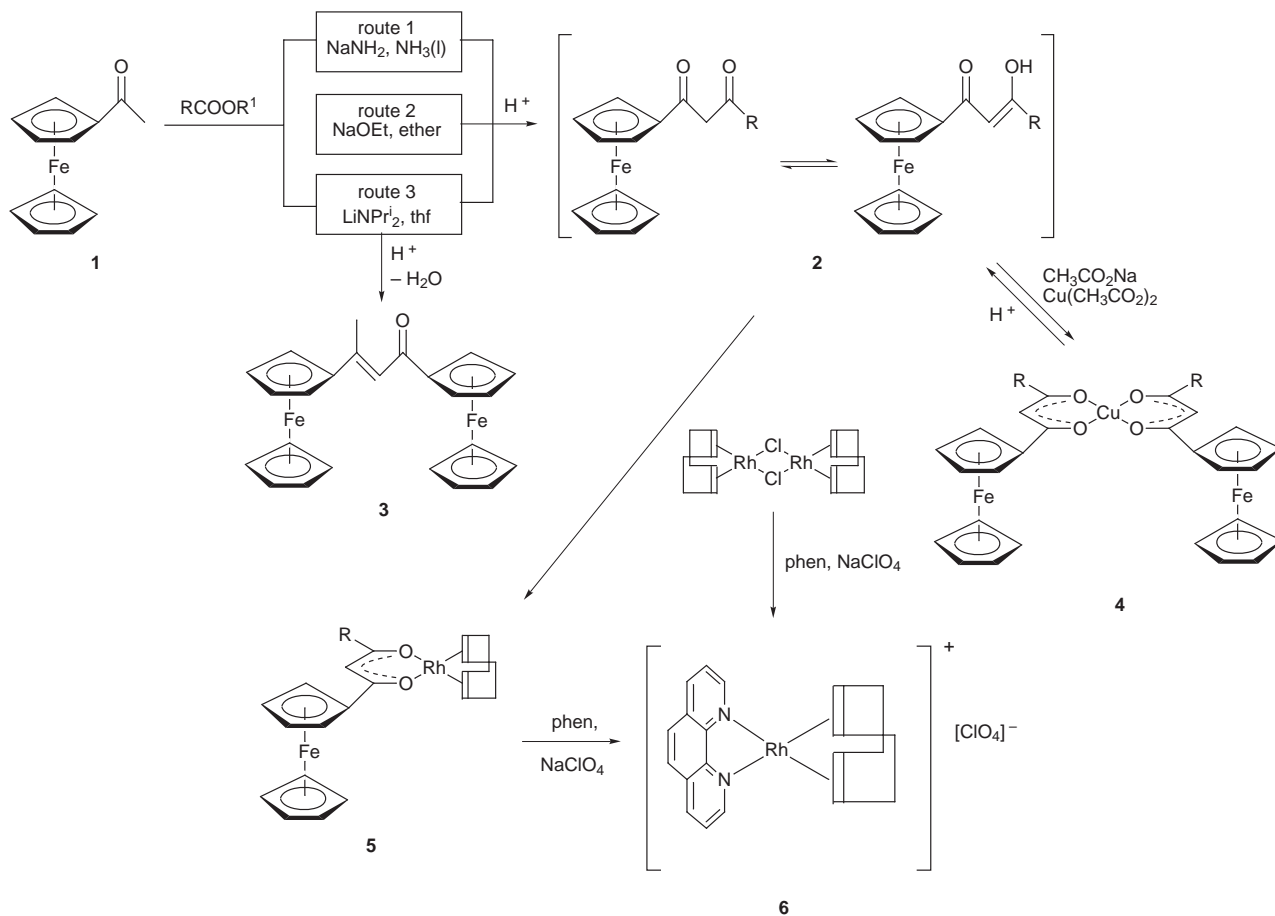 route 1
NaNH2, NH3(l)
RCOOR1
route 2
NaOEt, ether
H+
route 3
LiNPri2, thf
O
Fe
1
O
O
R
Fe
O
OH
R
Fe
2
H+
– H2O
CH3CO2Na
Cu(CH3CO2)2
H+
O
Fe
Fe
3
Cl
Rh
Rh
Cl
R
O
O
Cu
O
O
R
Fe
Fe
4
phen, NaClO4
R
O
Rh
O
Fe
5
phen,
NaClO4
N
Rh
N
+
[ClO4]–
6